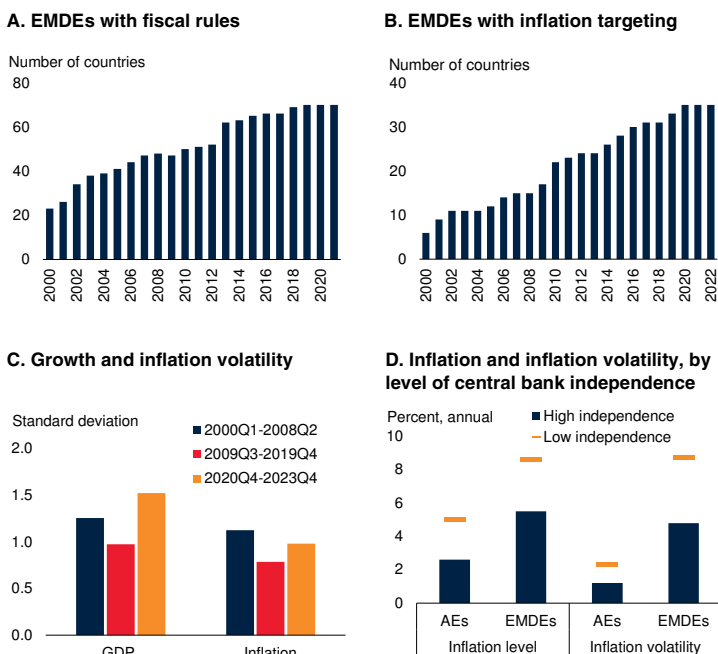 A. EMDEs with fiscal rules
Number of countries
80
60
40
20
0
2000
2002
2004
2006
2008
2010
2012
2014
2016
2018
2020
B. EMDEs with inflation targeting
Number of countries
40
30
20
10
0
2000
2002
2004
2006
2008
2010
2012
2014
2016
2018
2020
2022
C. Growth and inflation volatility
Standard deviation
2000Q1-2008Q2
2009Q3-2019Q4
2020Q4-2023Q4
2.0
1.5
1.0
0.5
0.0
GDP
Inflation
D. Inflation and inflation volatility, by
level of central bank independence
Percent, annual
High independence
Low independence
10
8
6
4
2
0
AEs
EMDEs
AEs
EMDEs
Inflation level
Inflation volatility